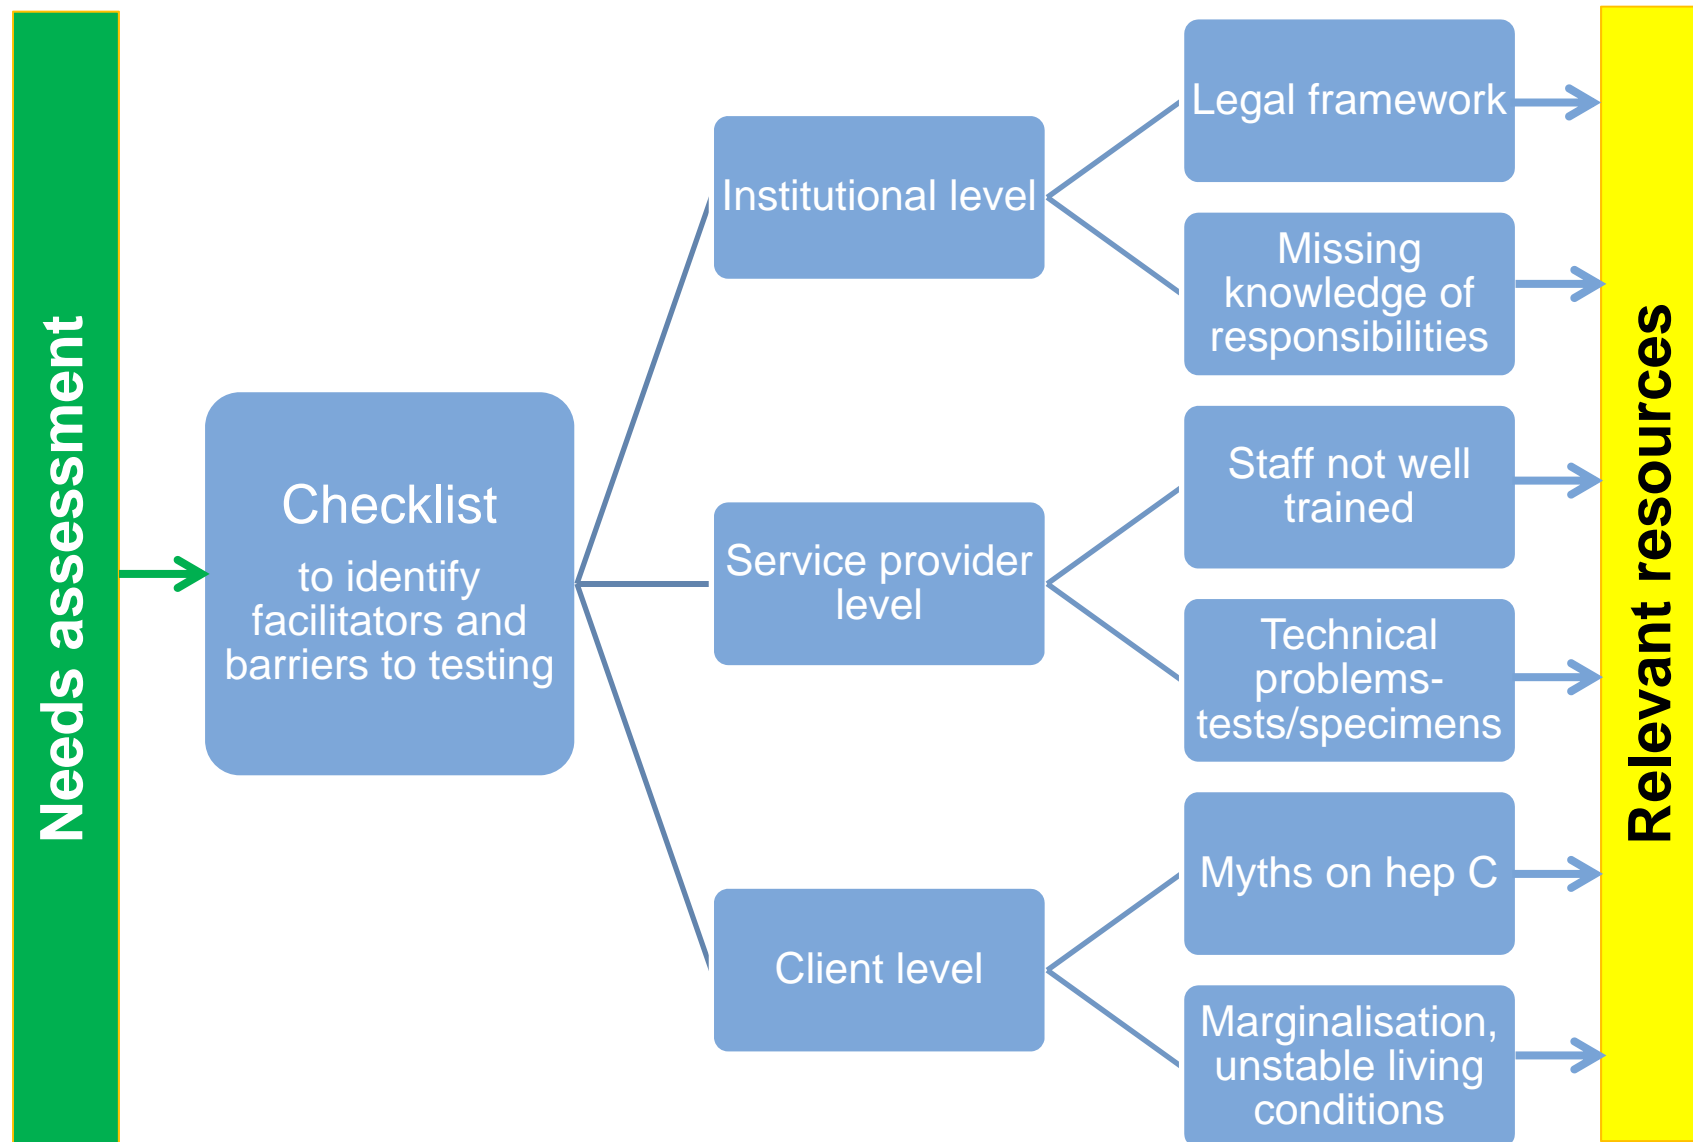 Needs assessment
Checklist
to identify
facilitators and
barriers to testing
Institutional level
Legal framework
Missing
knowledge of
responsibilities
Service provider
level
Staff not well
trained
Technical
problems-
tests/specimens
Client level
Myths on hep C
Marginalisation,
unstable living
conditions
Relevant resources